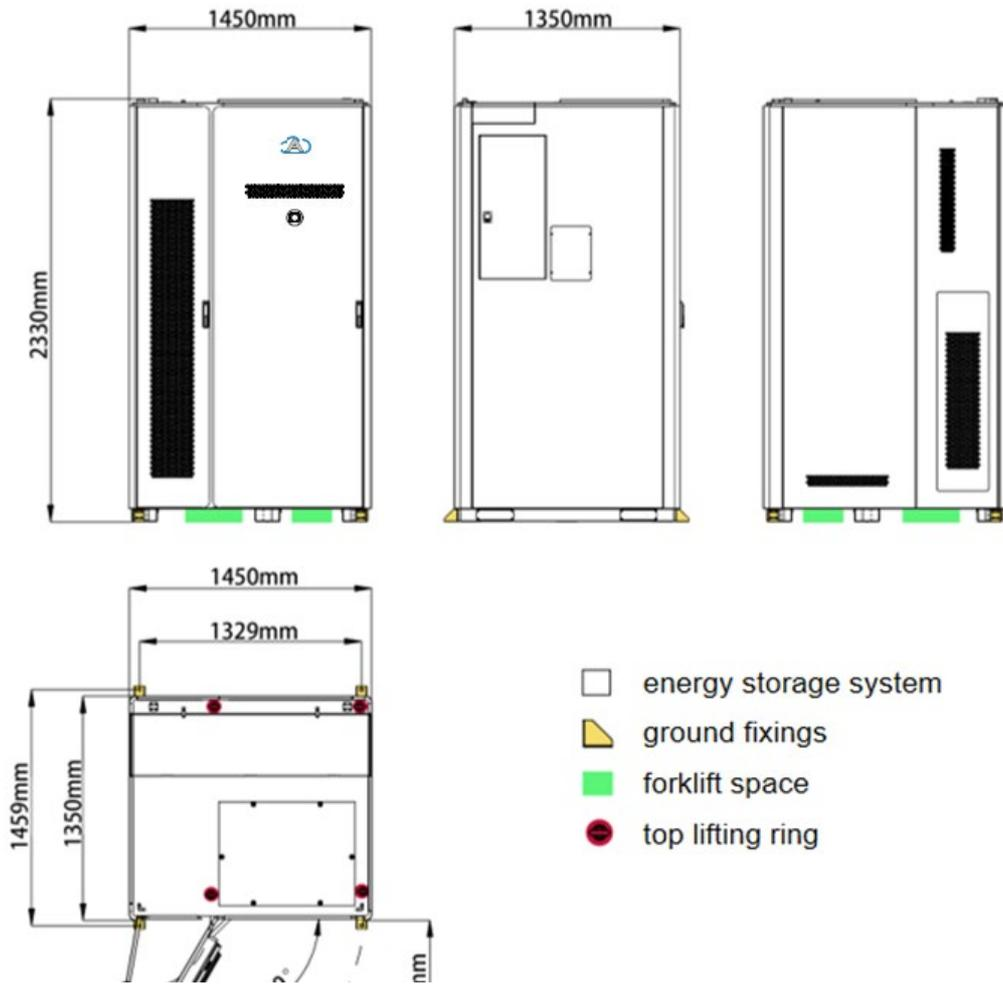 1450mm
1350mm
2330mm
1450mm
1329mm
1459mm
1350mm
energy storage system
ground fixings
forklift space
top lifting ring